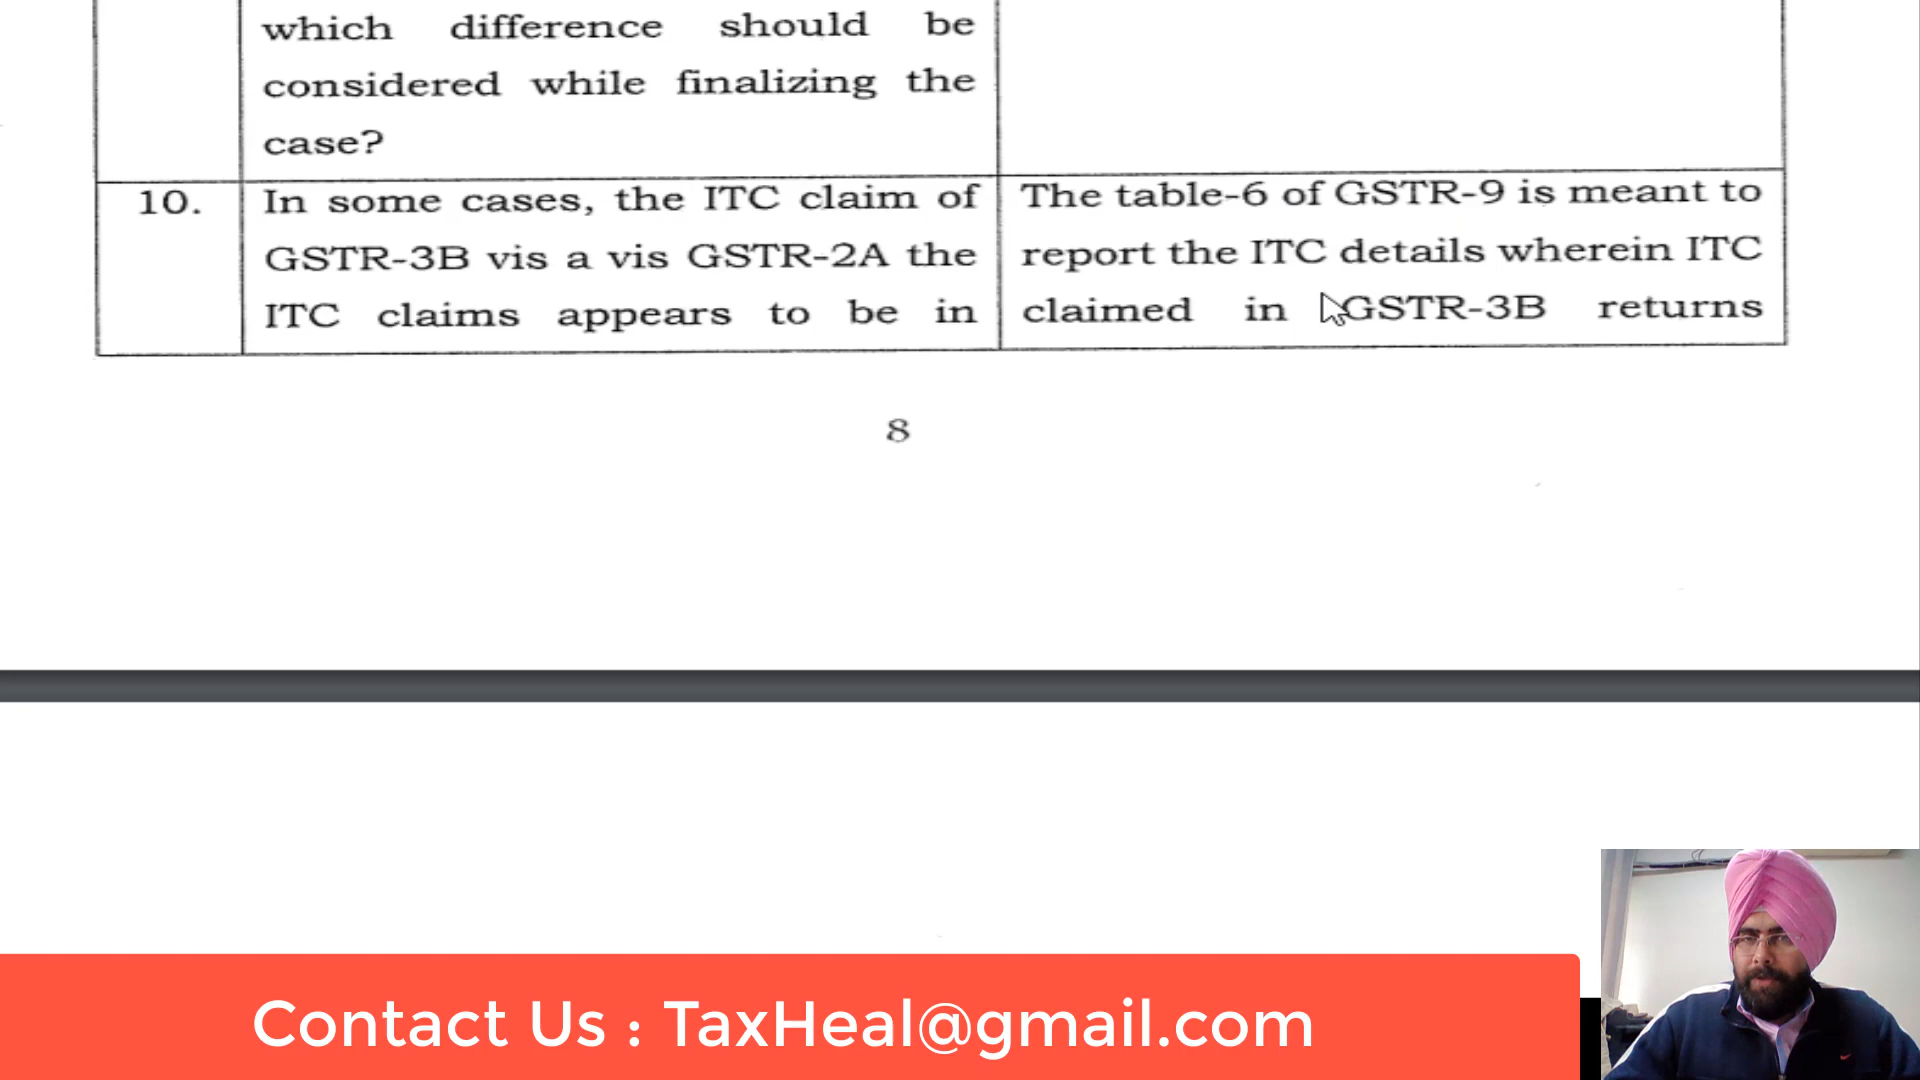 which difference should be
considered while finalizing the
case?
10.
In some cases, the ITC claim of
GSTR-3B vis a vis GSTR-2A the
ITC claims appears to be in
The table-6 of GSTR-9 is meant to
report the ITC details wherein ITC
claimed in GSTR-3B returns
8
Contact Us : TaxHeal@gmail.com